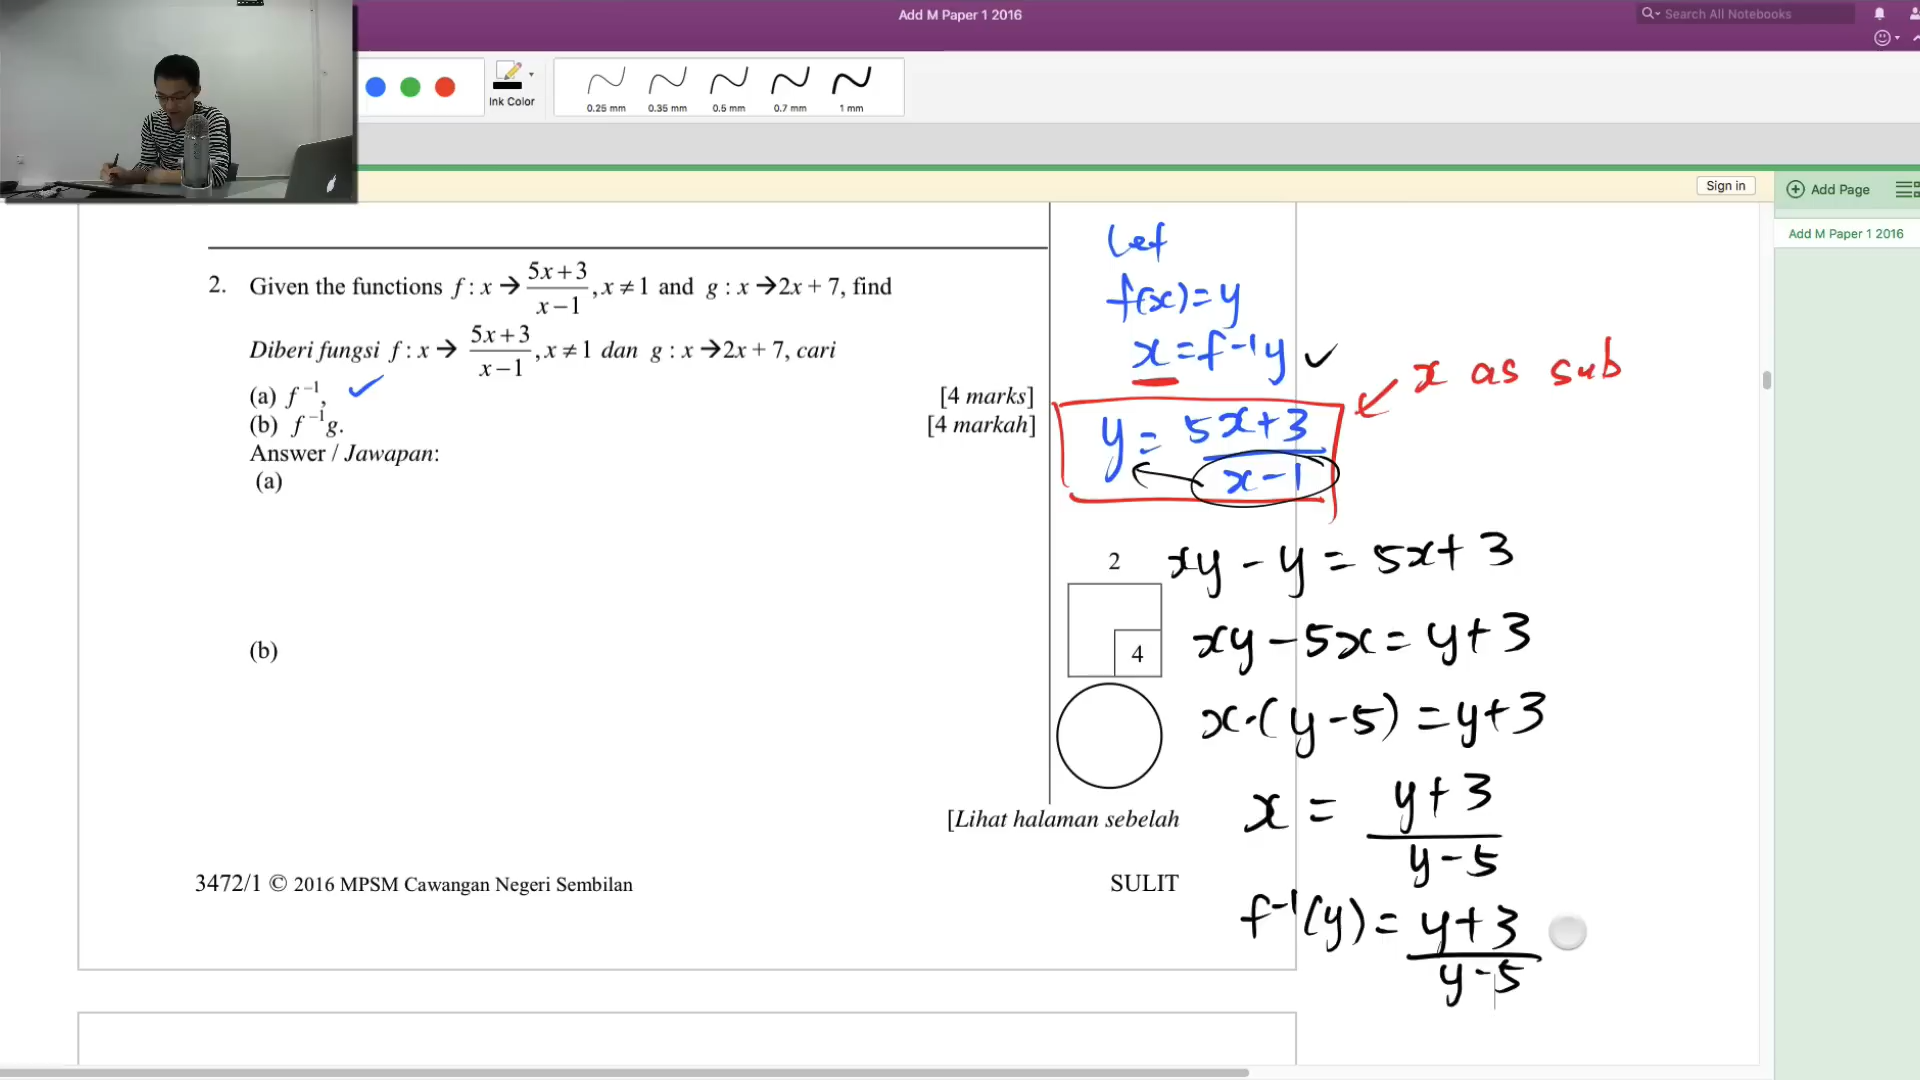 Add M Paper 1 2016
Search All Notebooks
Ink Color
0.25 mm 0.35 mm 0.5 mm 0.7 mm 1 mm
Sign in
Add Page
Add M Paper 1 2016
2. Given the functions f : x → (5x+3)/(x−1), x ≠ 1 and g : x → 2x + 7, find
Diberi fungsi f : x → (5x+3)/(x−1), x ≠ 1 dan g : x → 2x + 7, cari
(a) f⁻¹, ✓ [4 marks]
(b) f⁻¹g. [4 markah]
Answer / Jawapan:
(a)
(b)
2
4
[Lihat halaman sebelah
3472/1 © 2016 MPSM Cawangan Negeri Sembilan SULIT
Let
f(x)=y
x=f⁻¹y ✓
x as sub
y = (5x+3)/(x−1)
xy − y = 5x+3
xy − 5x = y+3
x·(y−5) = y+3
x = (y+3)/(y−5)
f⁻¹(y) = (y+3)/(y−5)